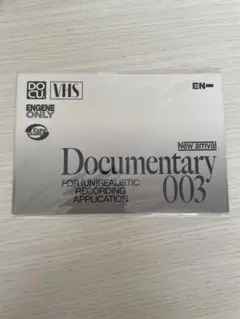 DO
CU
VHS
EN-
ENGENE
ONLY
New arrival
Documentary
003
FOR (UN)REALISTIC
RECORDING
APPLICATION